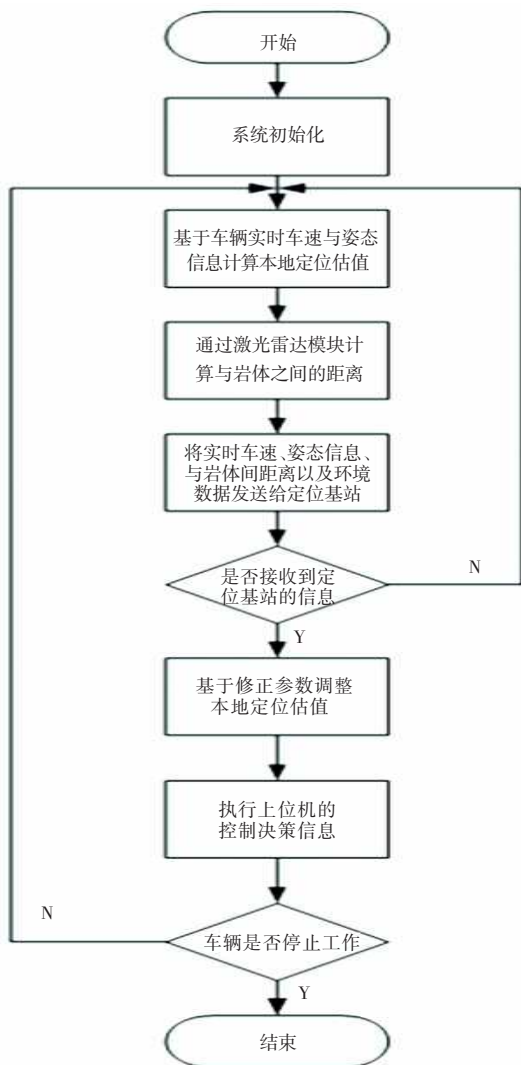 开始
系统初始化
基于车辆实时车速与姿态
信息计算本地定位估值
通过激光雷达模块计
算与岩体之间的距离
将实时车速、姿态信息、
与岩体间距离以及环境
数据发送给定位基站
是否接收到定
位基站的信息
N
Y
基于修正参数调整
本地定位估值
执行上位机的
控制决策信息
N
车辆是否停止工作
Y
结束